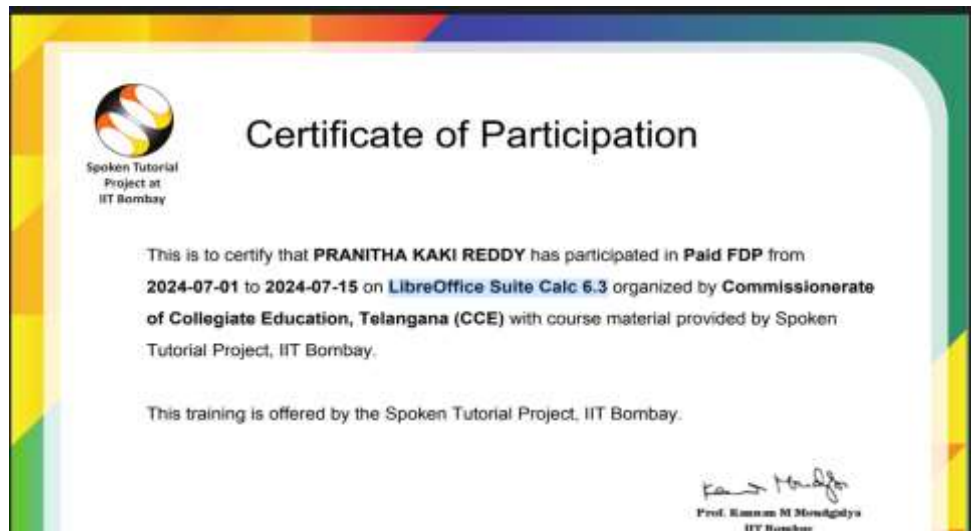 Certificate of Participation
Spoken Tutorial
Project at
IIT Bombay
This is to certify that PRANITHA KAKI REDDY has participated in Paid FDP from
2024-07-01 to 2024-07-15 on LibreOffice Suite Calc 6.3 organized by Commissionerate
of Collegiate Education, Telangana (CCE) with course material provided by Spoken
Tutorial Project, IIT Bombay.
This training is offered by the Spoken Tutorial Project, IIT Bombay.
Prof. Kannan M Moudgalya
IIT Bombay